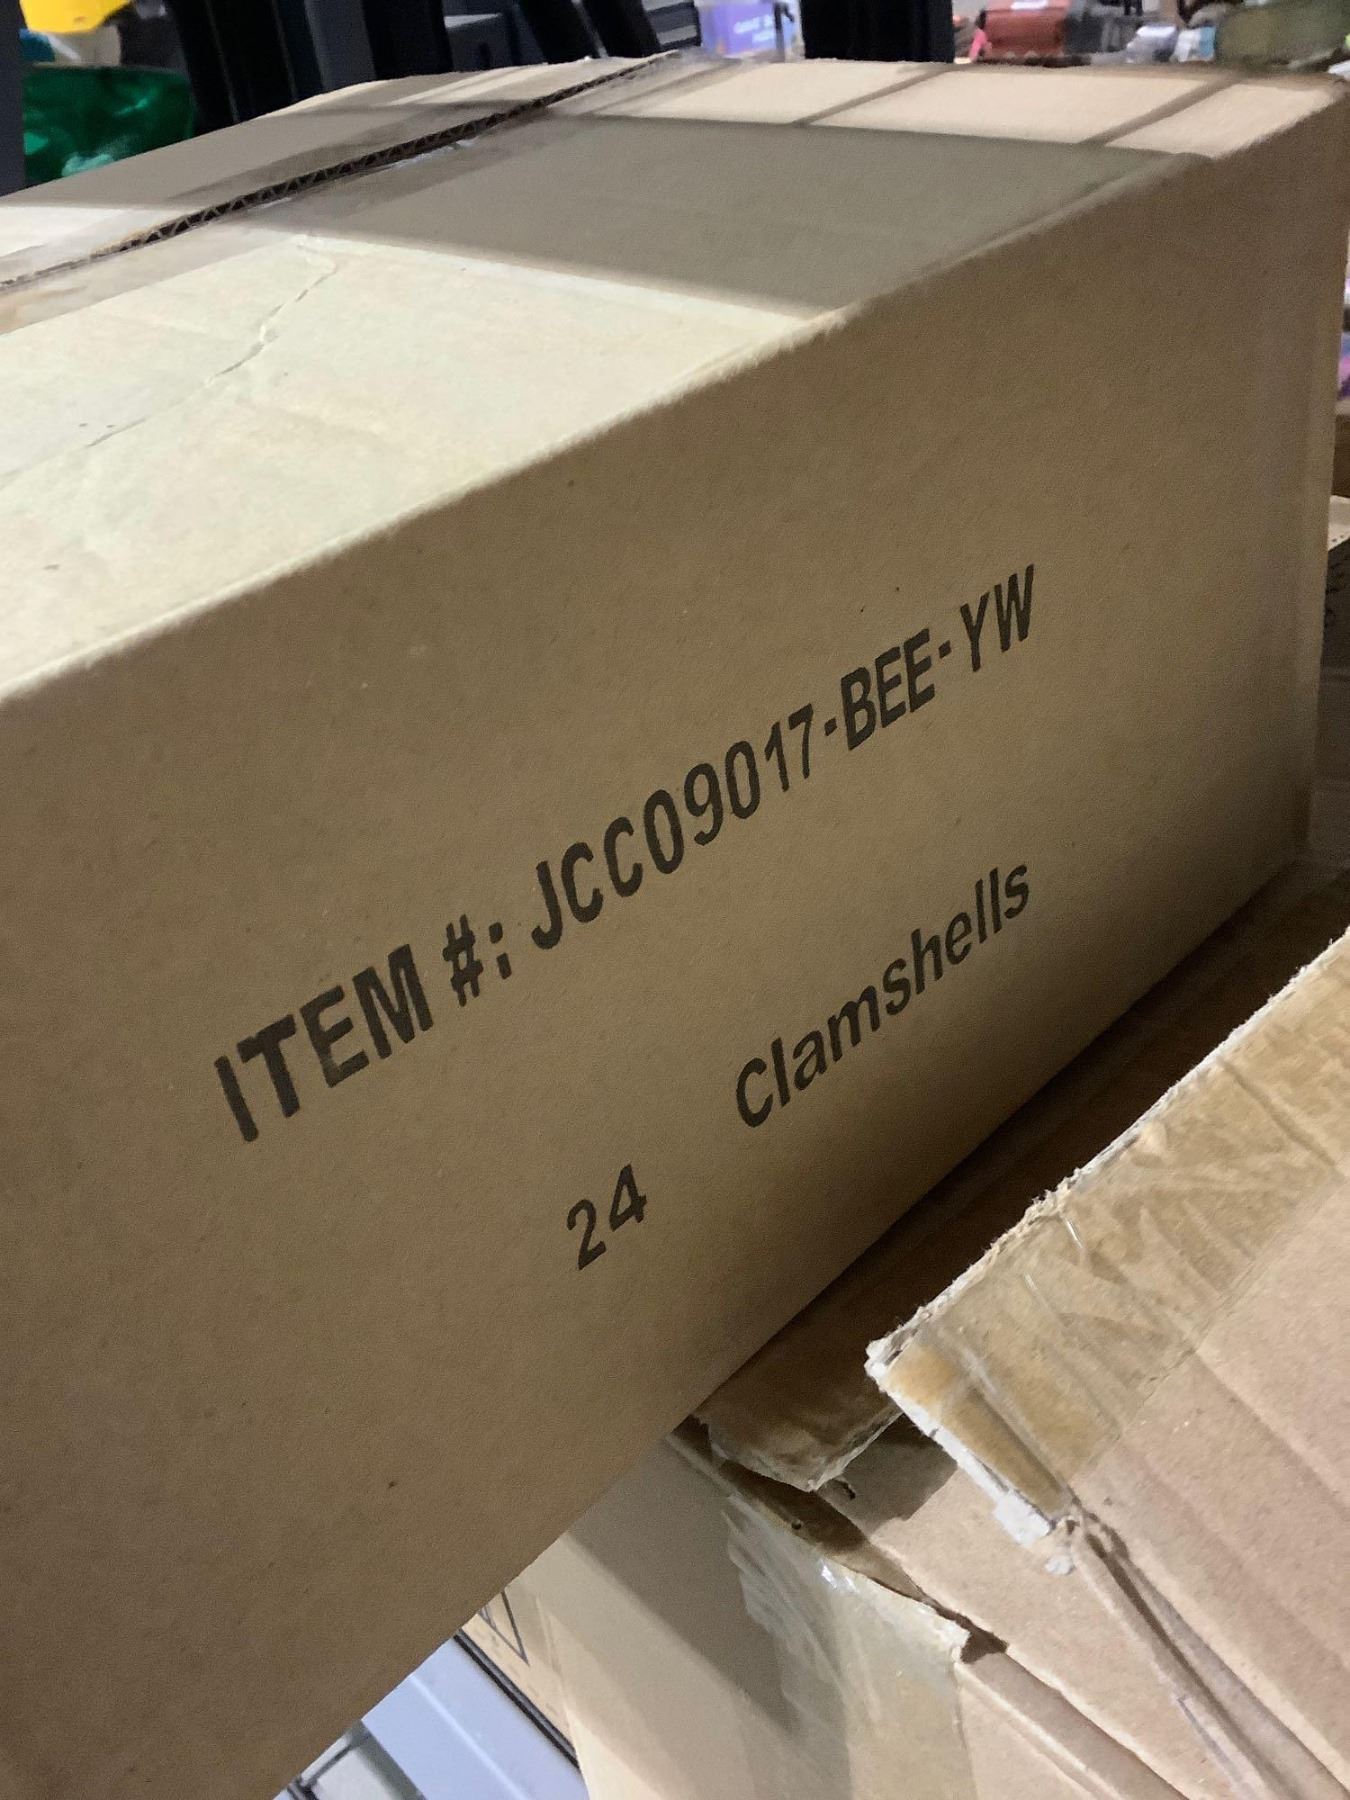 ITEM #: JCC09017-BEE-YW
24 Clamshells